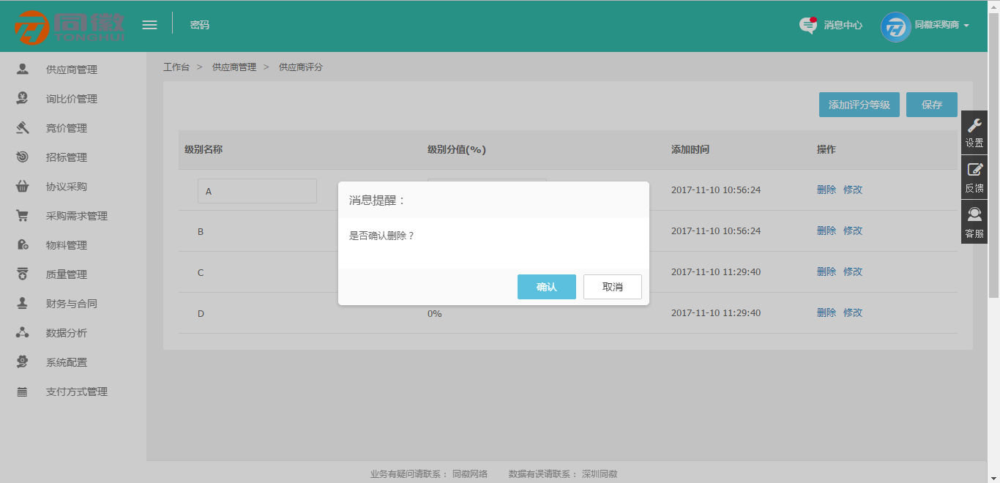 同徽
TONGHUI
密码
消息中心
同徽采购商
供应商管理
询比价管理
竞价管理
招标管理
协议采购
采购需求管理
物料管理
质量管理
财务与合同
数据分析
系统配置
支付方式管理
工作台 > 供应商管理 > 供应商评分
添加评分等级 保存
级别名称 级别分值(%) 添加时间 操作
A 2017-11-10 10:56:24 删除 修改
B 2017-11-10 10:56:24 删除 修改
C 2017-11-10 11:29:40 删除 修改
D 0% 2017-11-10 11:29:40 删除 修改
消息提醒：
是否确认删除？
确认 取消
设置
反馈
客服
业务有疑问请联系： 同徽网络 数据有误请联系： 深圳同徽